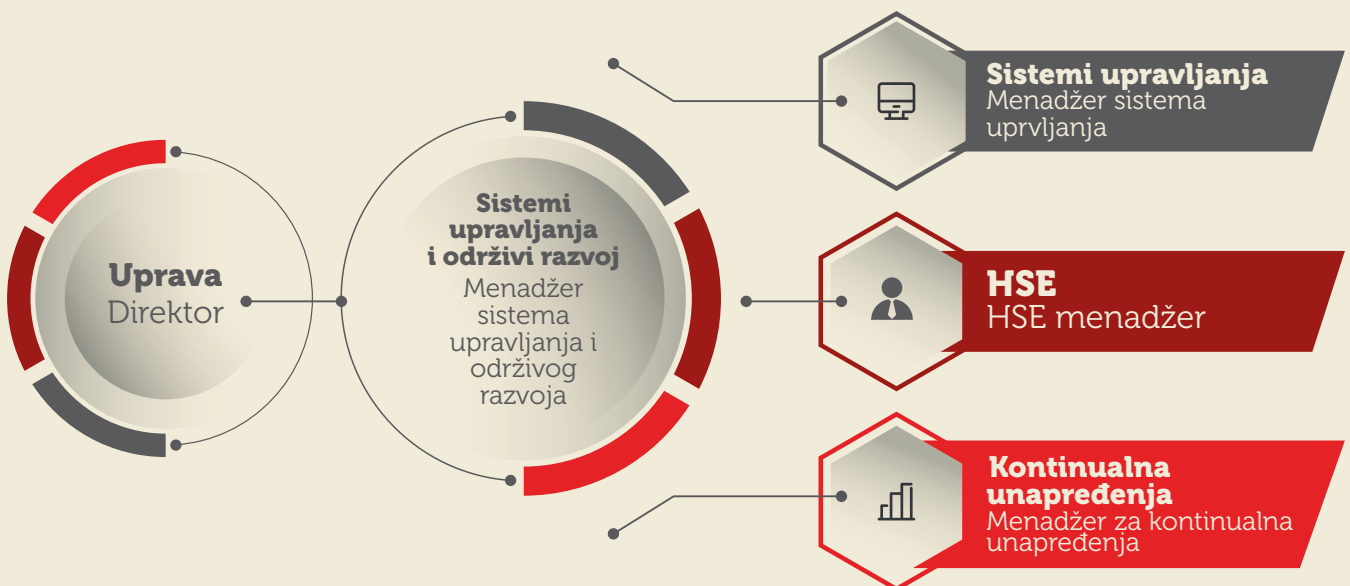 Uprava
Direktor
Sistemi
upravljanja
i održivi razvoj
Menadžer
sistema
upravljanja i
održivog
razvoja
Sistemi upravljanja
Menadžer sistema
uprvljanja
HSE
HSE menadžer
Kontinualna
unapređenja
Menadžer za kontinualna
unapređenja